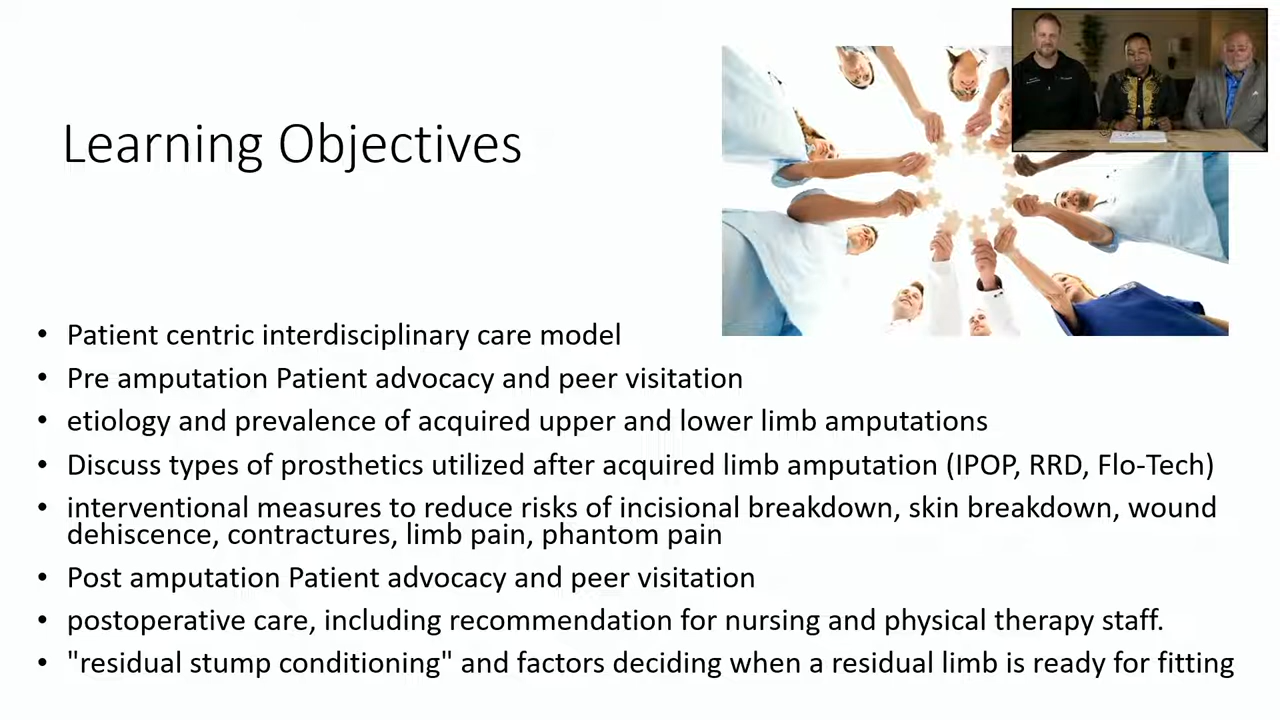 Learning Objectives
• Patient centric interdisciplinary care model
• Pre amputation Patient advocacy and peer visitation
• etiology and prevalence of acquired upper and lower limb amputations
• Discuss types of prosthetics utilized after acquired limb amputation (IPOP, RRD, Flo-Tech)
• interventional measures to reduce risks of incisional breakdown, skin breakdown, wound
dehiscence, contractures, limb pain, phantom pain
• Post amputation Patient advocacy and peer visitation
• postoperative care, including recommendation for nursing and physical therapy staff.
• "residual stump conditioning" and factors deciding when a residual limb is ready for fitting